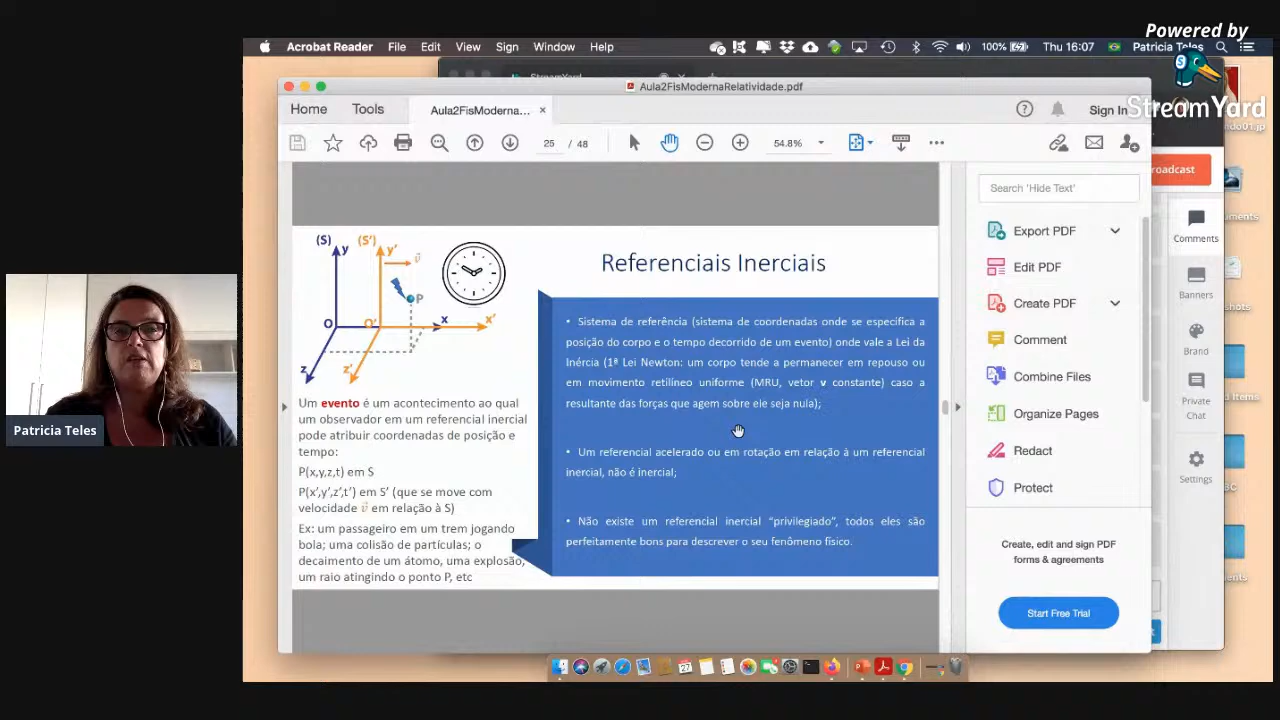 Powered by
StreamYard
Acrobat Reader File Edit View Sign Window Help
100% Thu 16:07 Patricia Teles
StreamYard
Aula2FisModernaRelatividade.pdf
Home Tools Aula2FisModerna... × Sign In
25 / 48 54.8%
Search 'Hide Text'
Export PDF
Edit PDF
Create PDF
Comment
Combine Files
Organize Pages
Redact
Protect
Create, edit and sign PDF
forms & agreements
Start Free Trial
Comments
Banners
Brand
Private
Chat
Settings
Patricia Teles
(S) (S')
y y'
v
P
O O' x x'
z z'
Referenciais Inerciais
• Sistema de referência (sistema de coordenadas onde se especifica a
posição do corpo e o tempo decorrido de um evento) onde vale a Lei da
Inércia (1ª Lei Newton: um corpo tende a permanecer em repouso ou
em movimento retilíneo uniforme (MRU, vetor v constante) caso a
resultante das forças que agem sobre ele seja nula);
• Um referencial acelerado ou em rotação em relação à um referencial
inercial, não é inercial;
• Não existe um referencial inercial “privilegiado”, todos eles são
perfeitamente bons para descrever o seu fenômeno físico.
Um evento é um acontecimento ao qual
um observador em um referencial inercial
pode atribuir coordenadas de posição e
tempo:
P(x,y,z,t) em S
P(x’,y’,z’,t’) em S’ (que se move com
velocidade v⃗ em relação à S)
Ex: um passageiro em um trem jogando
bola; uma colisão de partículas; o
decaimento de um átomo, uma explosão,
um raio atingindo o ponto P, etc